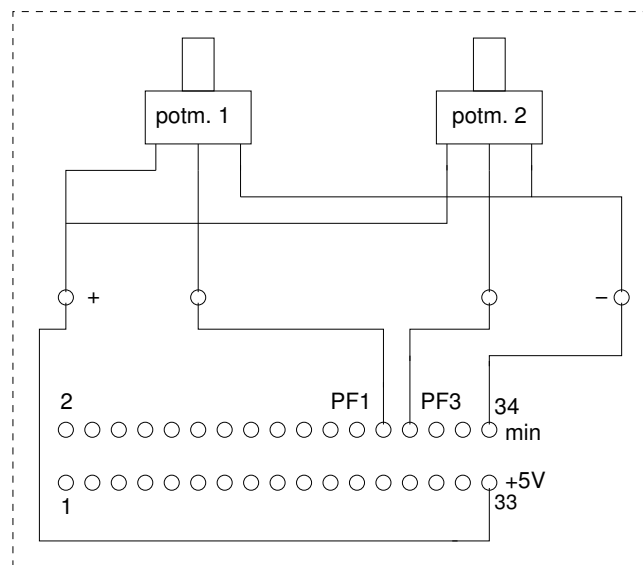 potm. 1 potm. 2
+ −
2 PF1 PF3 34
min
+5V
1 33